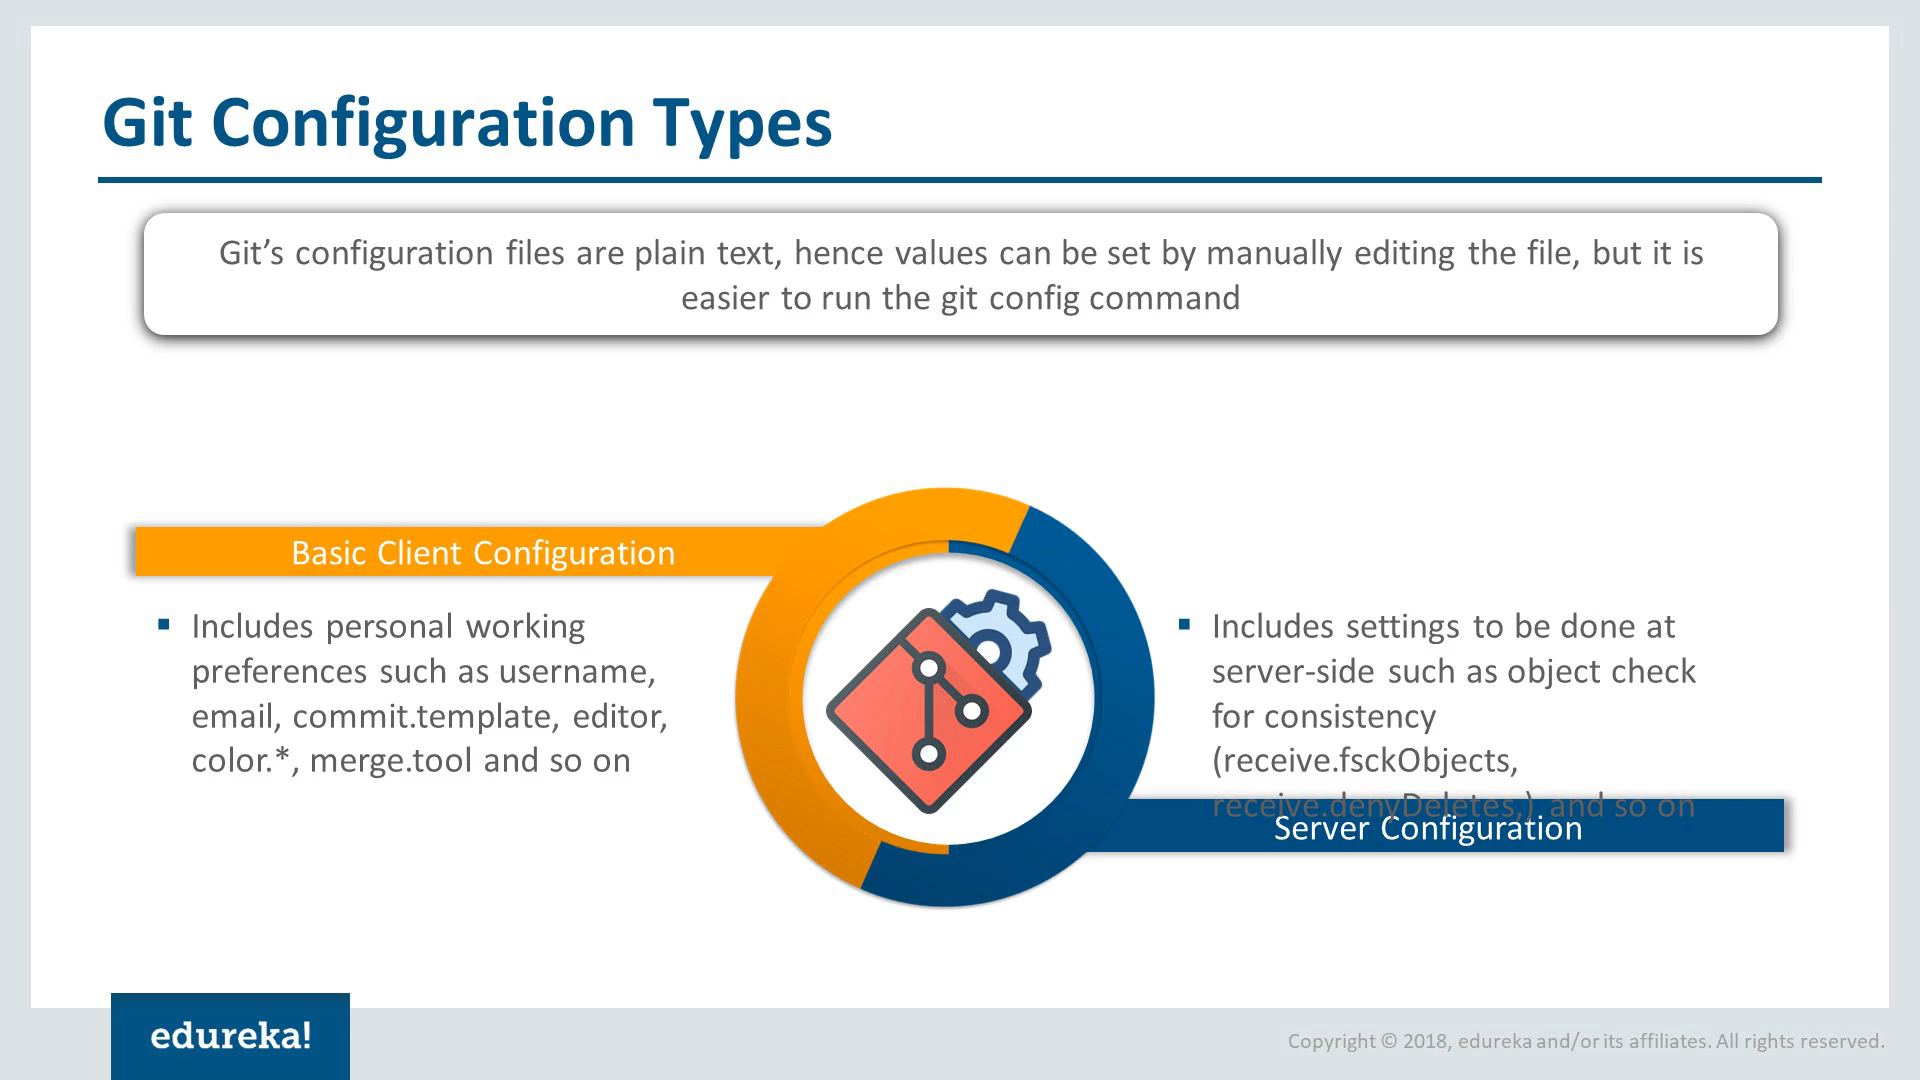 Git Configuration Types
Git’s configuration files are plain text, hence values can be set by manually editing the file, but it is
easier to run the git config command
Basic Client Configuration
▪ Includes personal working
preferences such as username,
email, commit.template, editor,
color.*, merge.tool and so on
▪ Includes settings to be done at
server-side such as object check
for consistency
(receive.fsckObjects,
receive.denyDeletes,) and so on
Server Configuration
edureka!
Copyright © 2018, edureka and/or its affiliates. All rights reserved.